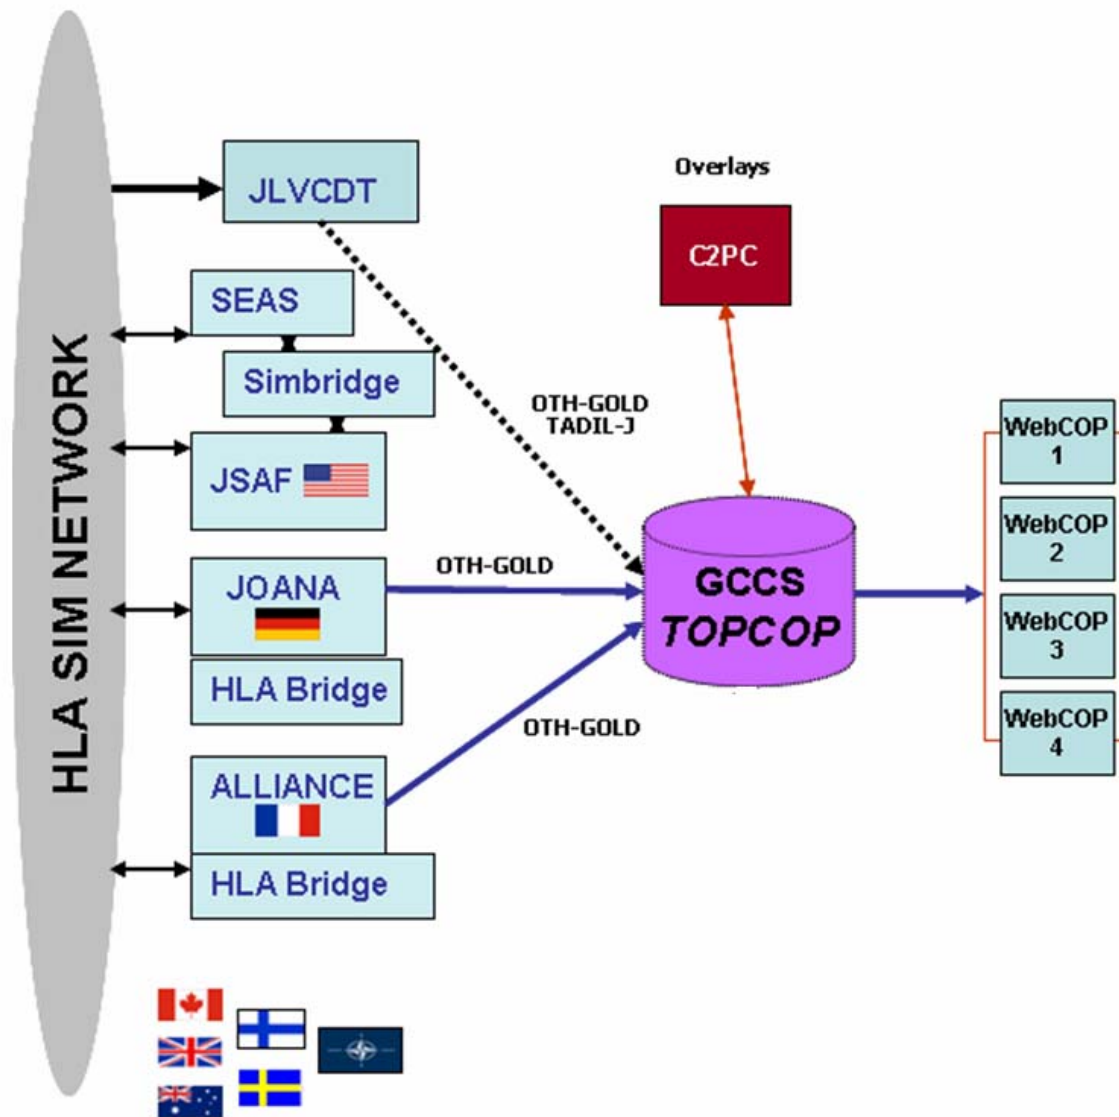 HLA SIM NETWORK
JLVCDT
SEAS
Simbridge
JSAF
JOANA
HLA Bridge
ALLIANCE
HLA Bridge
OTH-GOLD
TADIL-J
OTH-GOLD
OTH-GOLD
Overlays
C2PC
GCCS
TOPCOP
WebCOP
1
WebCOP
2
WebCOP
3
WebCOP
4